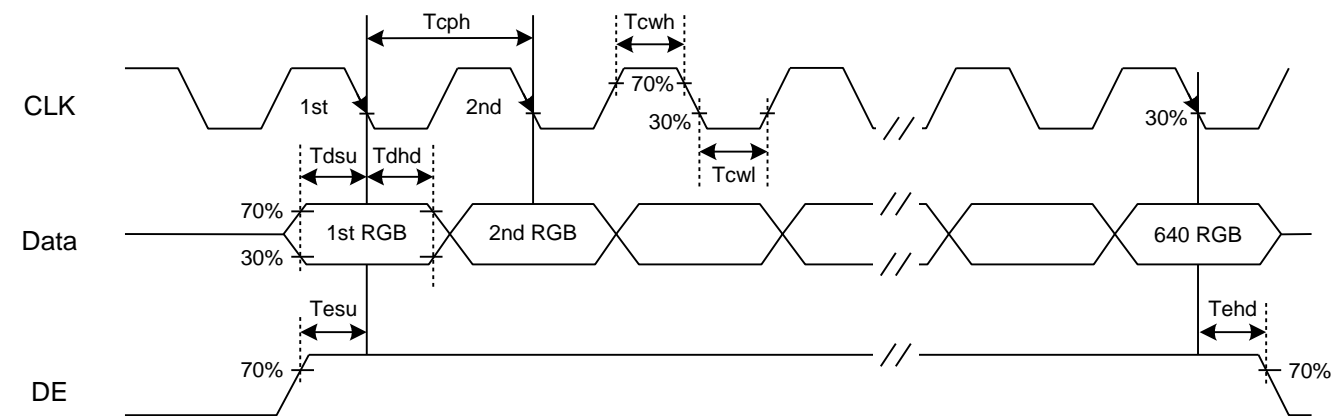 Tcph
Tcwh
CLK
1st
2nd
70%
30%
30%
Tdsu
Tdhd
Tcwl
70%
Data
1st RGB
2nd RGB
640 RGB
30%
Tesu
Tehd
70%
70%
DE